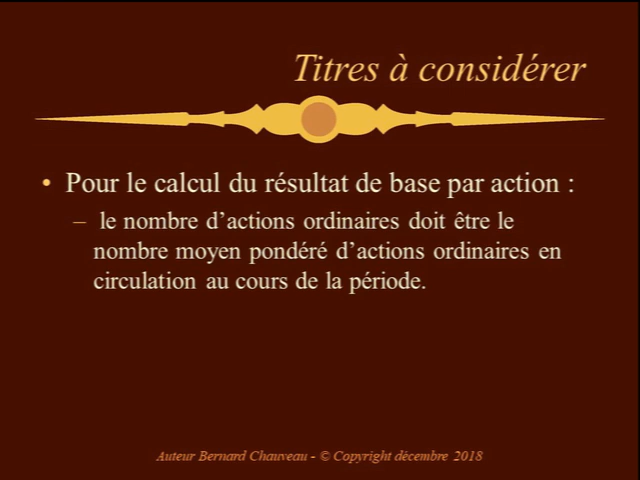 Titres à considérer
• Pour le calcul du résultat de base par action :
– le nombre d’actions ordinaires doit être le
nombre moyen pondéré d’actions ordinaires en
circulation au cours de la période.
Auteur Bernard Chauveau - © Copyright décembre 2018